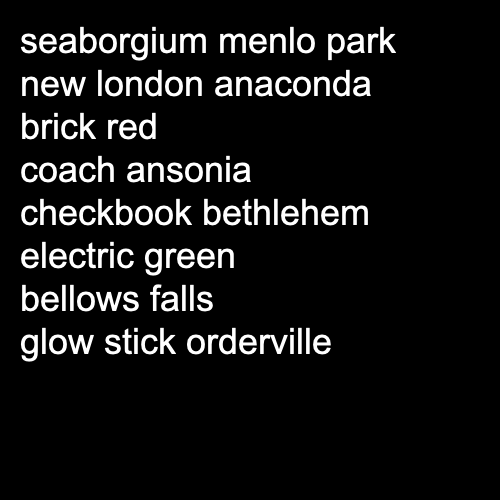 seaborgium menlo park
new london anaconda
brick red
coach ansonia
checkbook bethlehem
electric green
bellows falls
glow stick orderville